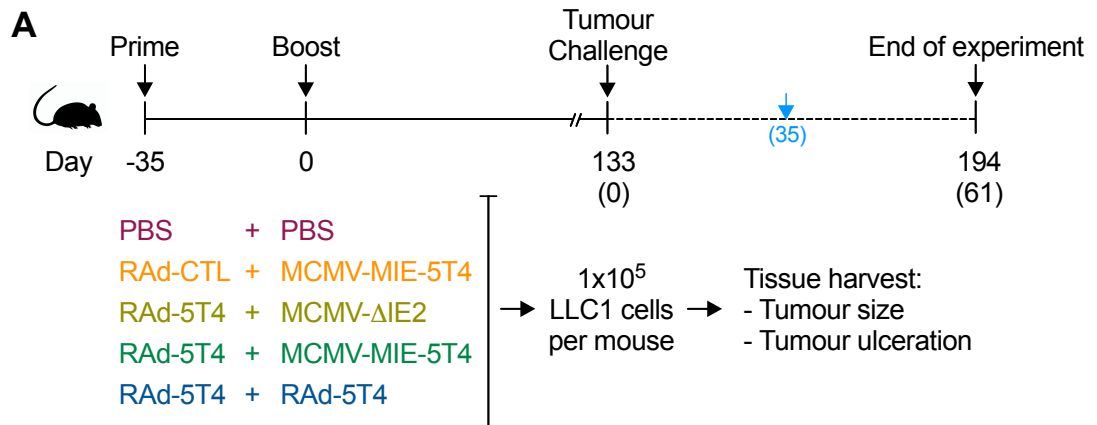 A
Prime
Boost
Tumour
Challenge
End of experiment
(35)
Day -35 0 133 194
(0) (61)
PBS + PBS
RAd-CTL + MCMV-MIE-5T4
RAd-5T4 + MCMV-ΔIE2
RAd-5T4 + MCMV-MIE-5T4
RAd-5T4 + RAd-5T4
1x10⁵
LLC1 cells
per mouse
Tissue harvest:
- Tumour size
- Tumour ulceration